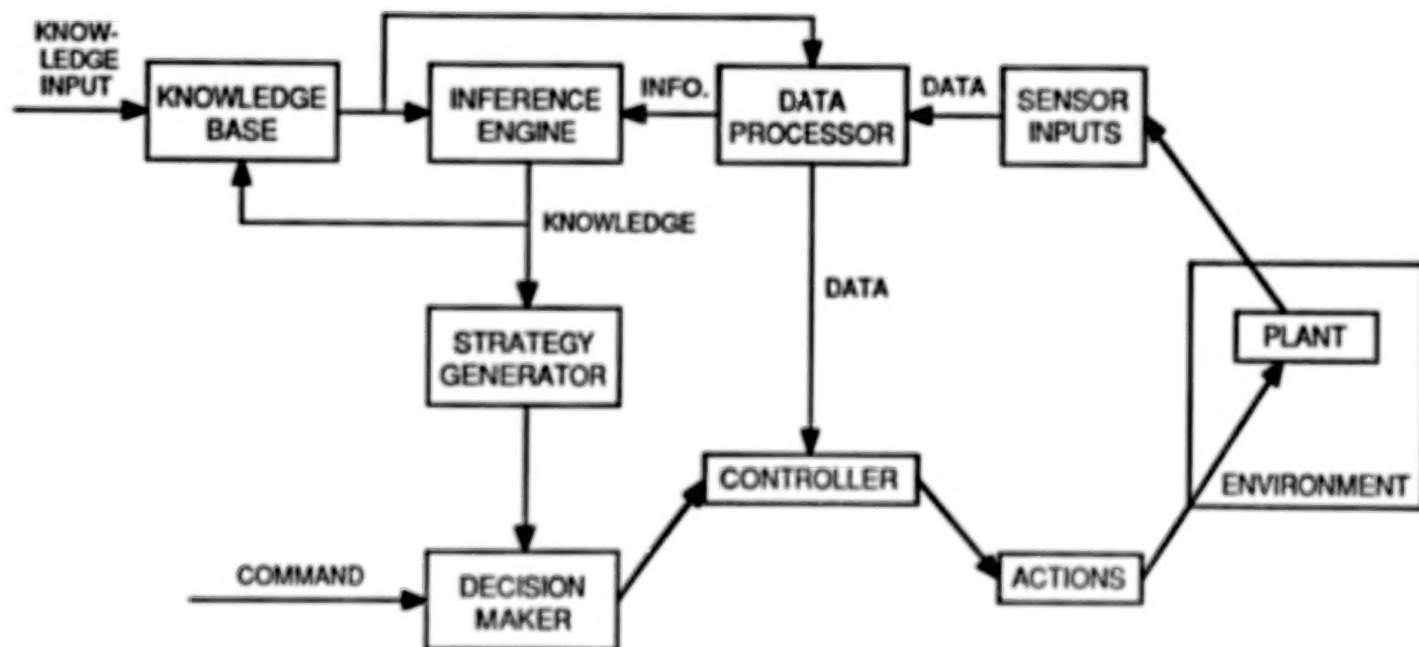 KNOW-
LEDGE
INPUT
KNOWLEDGE
BASE
INFERENCE
ENGINE
INFO.
DATA
PROCESSOR
DATA
SENSOR
INPUTS
KNOWLEDGE
DATA
STRATEGY
GENERATOR
PLANT
CONTROLLER
ENVIRONMENT
COMMAND
DECISION
MAKER
ACTIONS